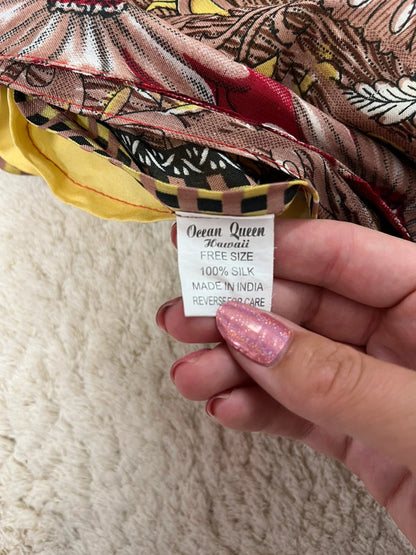 Ocean Queen
Hawaii
FREE SIZE
100% SILK
MADE IN INDIA
REVERSE FOR CARE